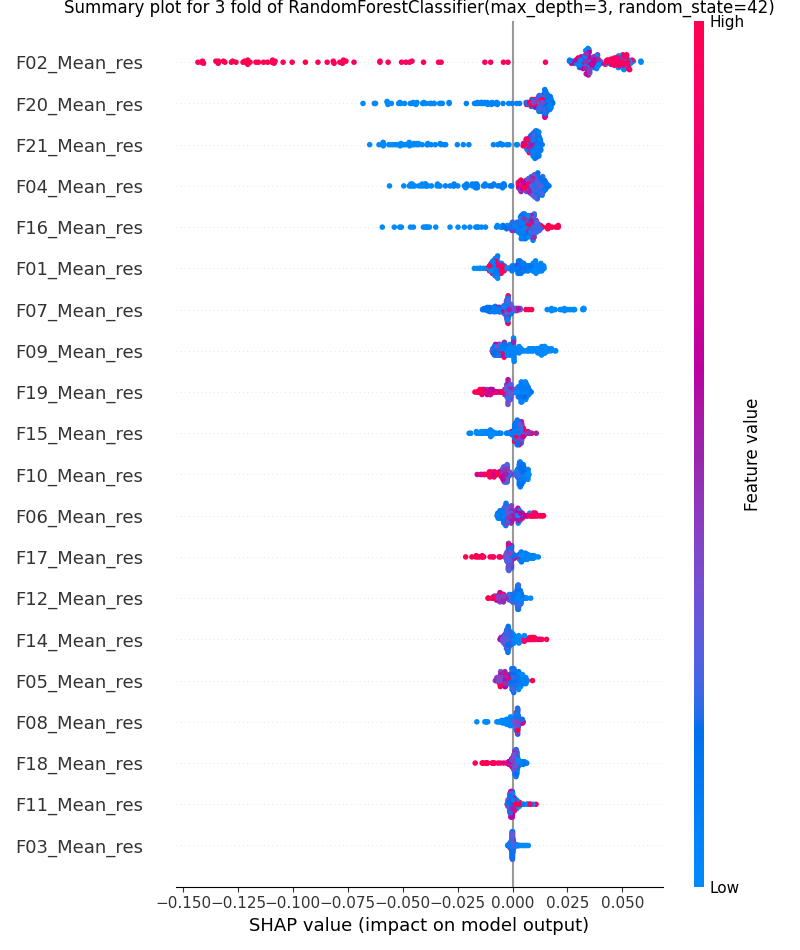 Summary plot for 3 fold of RandomForestClassifier(max_depth=3, random_state=42)
High
F02_Mean_res
F20_Mean_res
F21_Mean_res
F04_Mean_res
F16_Mean_res
F01_Mean_res
F07_Mean_res
F09_Mean_res
F19_Mean_res
F15_Mean_res
F10_Mean_res
F06_Mean_res
F17_Mean_res
F12_Mean_res
F14_Mean_res
F05_Mean_res
F08_Mean_res
F18_Mean_res
F11_Mean_res
F03_Mean_res
Feature value
Low
−0.150 −0.125 −0.100 −0.075 −0.050 −0.025 0.000 0.025 0.050
SHAP value (impact on model output)